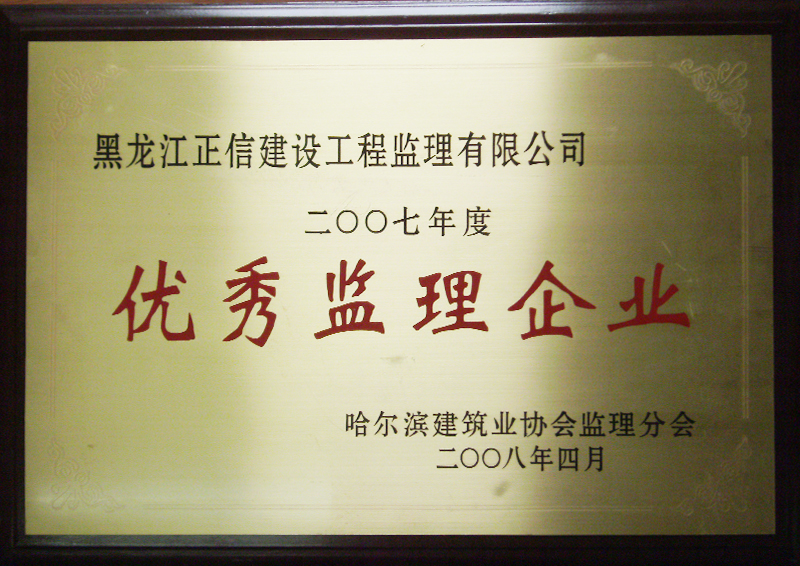 黑龙江正信建设工程监理有限公司
二〇〇七年度
优秀监理企业
哈尔滨建筑业协会监理分会
二〇〇八年四月